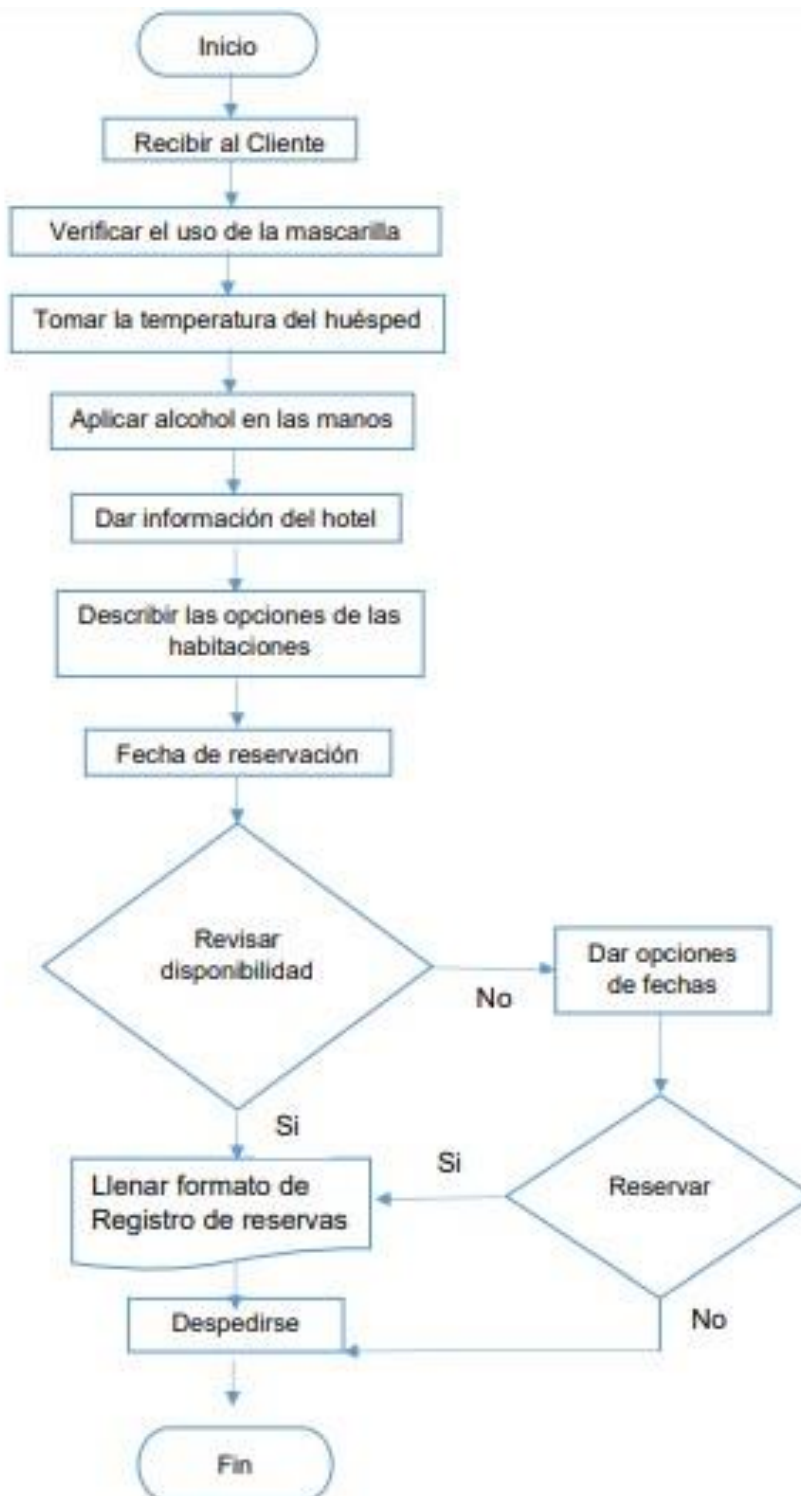 Inicio
Recibir al Cliente
Verificar el uso de la mascarilla
Tomar la temperatura del huésped
Aplicar alcohol en las manos
Dar información del hotel
Describir las opciones de las
habitaciones
Fecha de reservación
Revisar
disponibilidad
No
Dar opciones
de fechas
Si
Llenar formato de
Registro de reservas
Si
Reservar
No
Despedirse
Fin